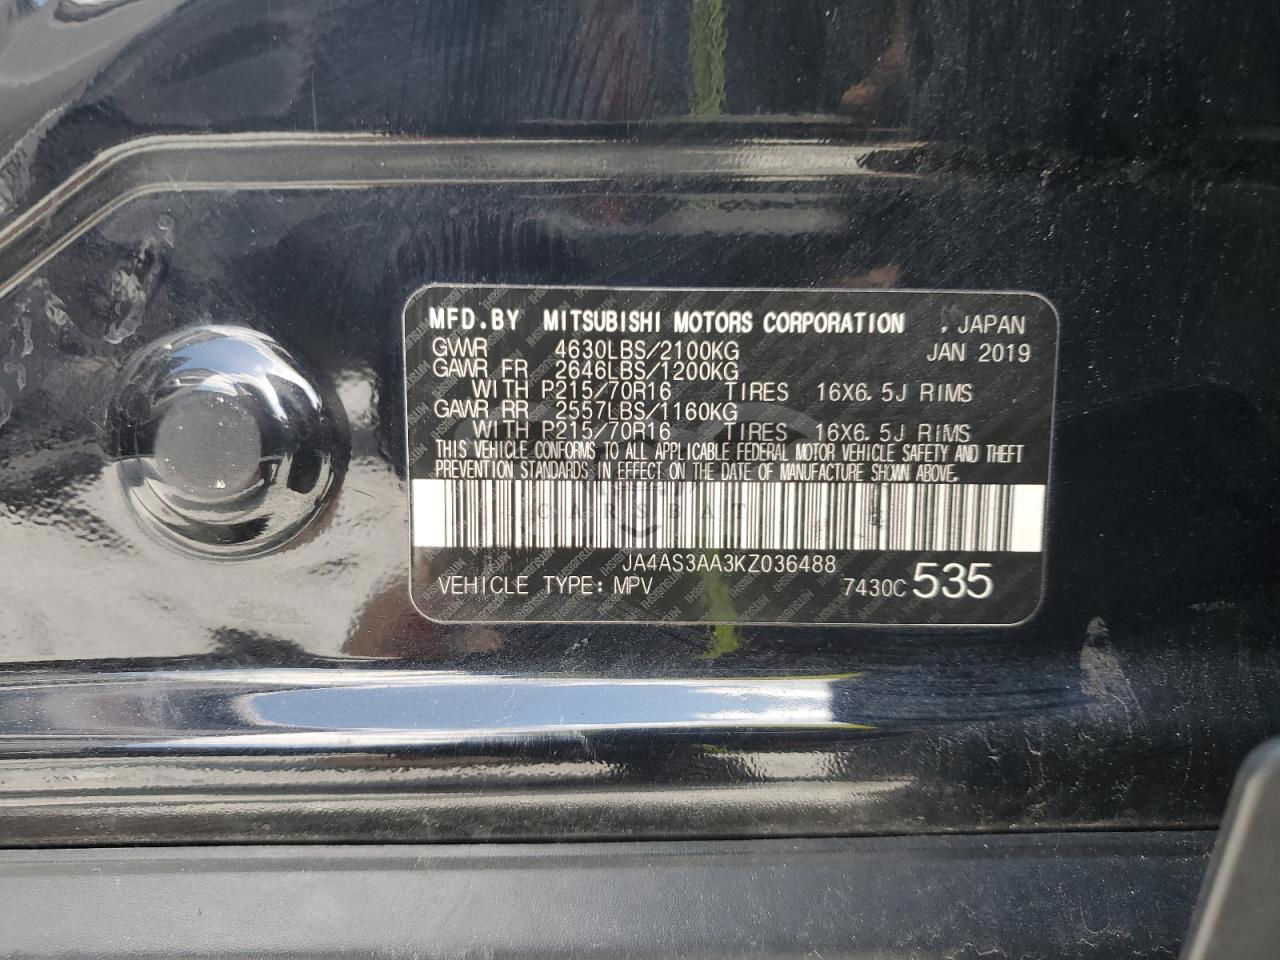 MFD.BY MITSUBISHI MOTORS CORPORATION . JAPAN
GVWR 4630LBS/2100KG JAN 2019
GAWR FR 2646LBS/1200KG
WITH P215/70R16 TIRES 16X6.5J RIMS
GAWR RR 2557LBS/1160KG
WITH P215/70R16 TIRES 16X6.5J RIMS
THIS VEHICLE CONFORMS TO ALL APPLICABLE FEDERAL MOTOR VEHICLE SAFETY AND THEFT
PREVENTION STANDARDS IN EFFECT ON THE DATE OF MANUFACTURE SHOWN ABOVE.
CARSBAT
JA4AS3AA3KZ036488
VEHICLE TYPE: MPV 7430C 535